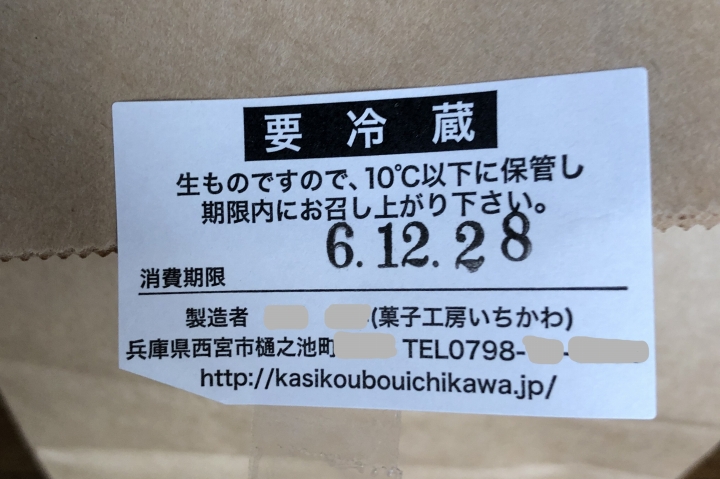 要冷蔵
生ものですので、10℃以下に保管し
期限内にお召し上がり下さい。
6.12.28
消費期限
製造者 (菓子工房いちかわ)
兵庫県西宮市樋之池町 TEL0798-
http://kasikoubouichikawa.jp/